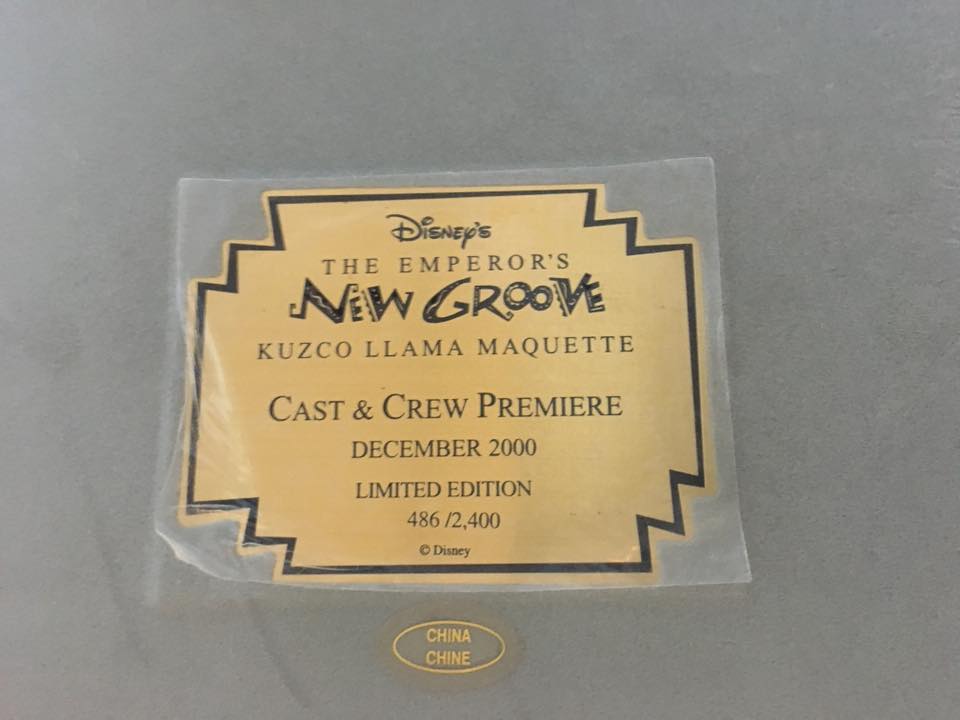 Disney's
THE EMPEROR'S
NEW GROOVE
KUZCO LLAMA MAQUETTE
CAST & CREW PREMIERE
DECEMBER 2000
LIMITED EDITION
486 /2,400
© Disney
CHINA
CHINE